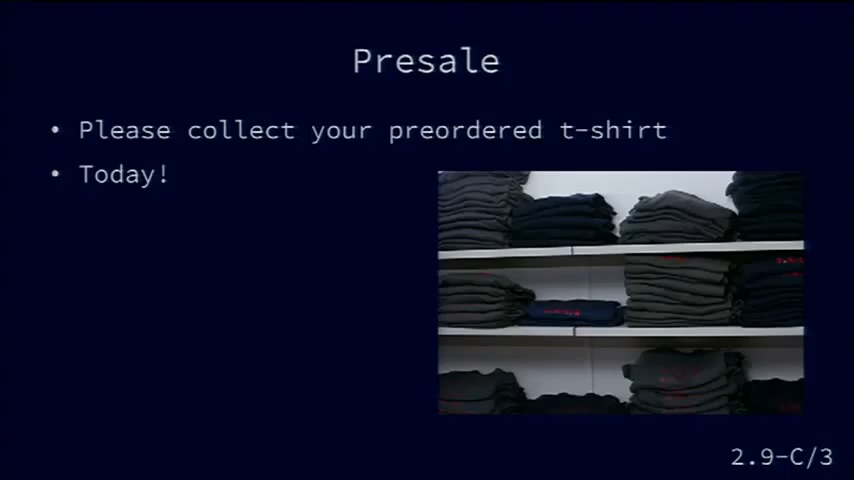 Presale
• Please collect your preordered t-shirt
• Today!
2.9-C/3